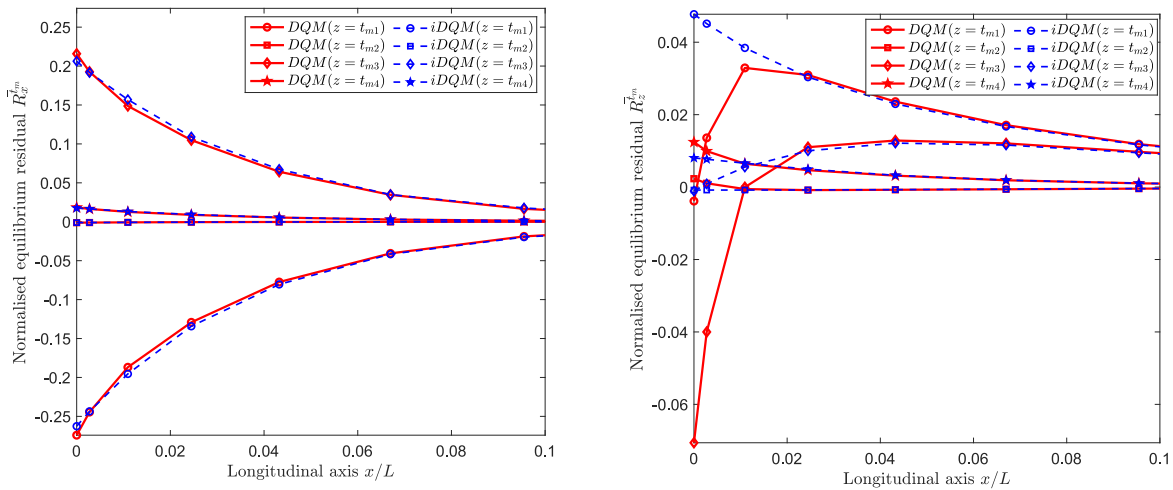 Normalised equilibrium residual R̄_x^{t_m}
0.25
0.2
0.15
0.1
0.05
0
-0.05
-0.1
-0.15
-0.2
-0.25
DQM(z = t_{m1}) iDQM(z = t_{m1})
DQM(z = t_{m2}) iDQM(z = t_{m2})
DQM(z = t_{m3}) iDQM(z = t_{m3})
DQM(z = t_{m4}) iDQM(z = t_{m4})
0 0.02 0.04 0.06 0.08 0.1
Longitudinal axis x/L
Normalised equilibrium residual R̄_z^{t_m}
0.04
0.02
0
-0.02
-0.04
-0.06
DQM(z = t_{m1}) iDQM(z = t_{m1})
DQM(z = t_{m2}) iDQM(z = t_{m2})
DQM(z = t_{m3}) iDQM(z = t_{m3})
DQM(z = t_{m4}) iDQM(z = t_{m4})
0 0.02 0.04 0.06 0.08 0.1
Longitudinal axis x/L